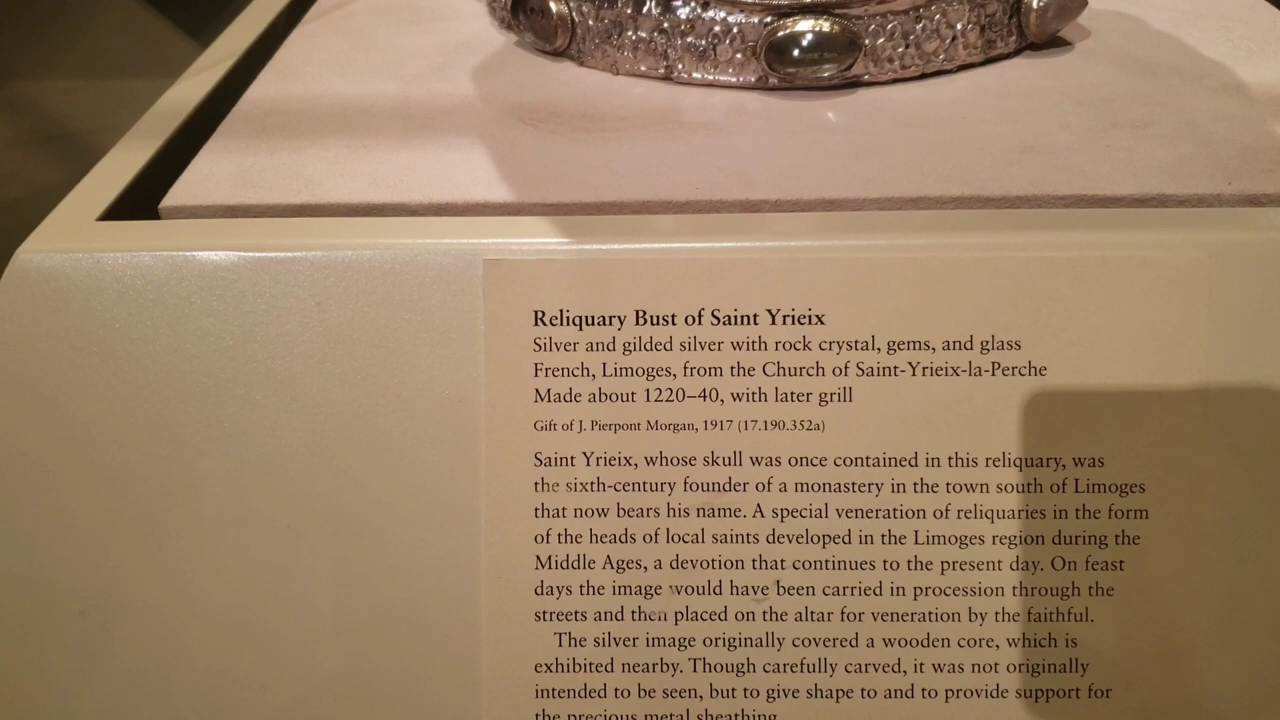 Reliquary Bust of Saint Yrieix
Silver and gilded silver with rock crystal, gems, and glass
French, Limoges, from the Church of Saint-Yrieix-la-Perche
Made about 1220–40, with later grill
Gift of J. Pierpont Morgan, 1917 (17.190.352a)
Saint Yrieix, whose skull was once contained in this reliquary, was
the sixth-century founder of a monastery in the town south of Limoges
that now bears his name. A special veneration of reliquaries in the form
of the heads of local saints developed in the Limoges region during the
Middle Ages, a devotion that continues to the present day. On feast
days the image would have been carried in procession through the
streets and then placed on the altar for veneration by the faithful.
The silver image originally covered a wooden core, which is
exhibited nearby. Though carefully carved, it was not originally
intended to be seen, but to give shape to and to provide support for
the precious metal sheathing.